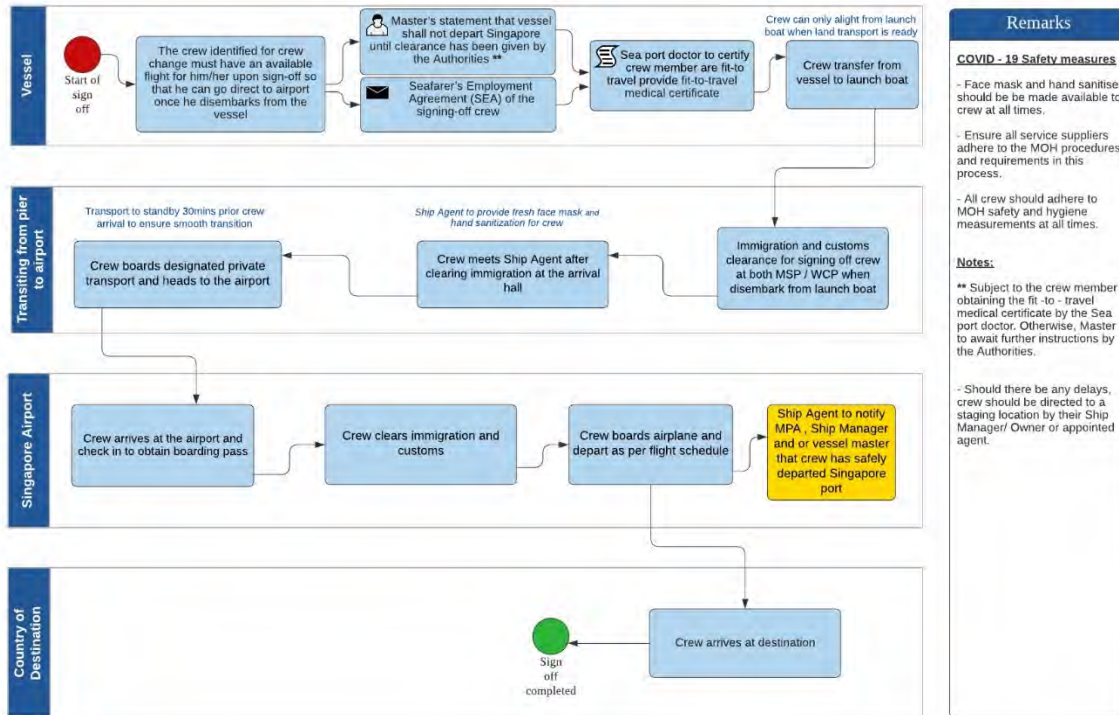 Vessel
Start of
sign
off
The crew identified for crew
change must have an available
flight for him/her upon sign-off so
that he can go direct to airport
once he disembarks from the
vessel
Master's statement that vessel
shall not depart Singapore
until clearance has been given by
the Authorities **
Seafarer's Employment
Agreement (SEA) of the
signing-off crew
Sea port doctor to certify
crew member are fit-to
travel provide fit-to-travel
medical certificate
Crew can only alight from launch
boat when land transport is ready
Crew transfer from
vessel to launch boat
Transiting from pier
to airport
Transport to standby 30mins prior crew
arrival to ensure smooth transition
Crew boards designated private
transport and heads to the airport
Ship Agent to provide fresh face mask and
hand sanitization for crew
Crew meets Ship Agent after
clearing immigration at the arrival
hall
Immigration and customs
clearance for signing off crew
at both MSP / WCP when
disembark from launch boat
Singapore Airport
Crew arrives at the airport and
check in to obtain boarding pass
Crew clears immigration and
customs
Crew boards airplane and
depart as per flight schedule
Ship Agent to notify
MPA , Ship Manager
and or vessel master
that crew has safely
departed Singapore
port
Country of
Destination
Sign
off
completed
Crew arrives at destination
Remarks
COVID - 19 Safety measures
- Face mask and hand sanitise
should be be made available to
crew at all times.
- Ensure all service suppliers
adhere to the MOH procedures
and requirements in this
process.
- All crew should adhere to
MOH safety and hygiene
measurements at all times.
Notes:
** Subject to the crew member
obtaining the fit -to - travel
medical certificate by the Sea
port doctor. Otherwise, Master
to await further instructions by
the Authorities.
- Should there be any delays,
crew should be directed to a
staging location by their Ship
Manager/ Owner or appointed
agent.